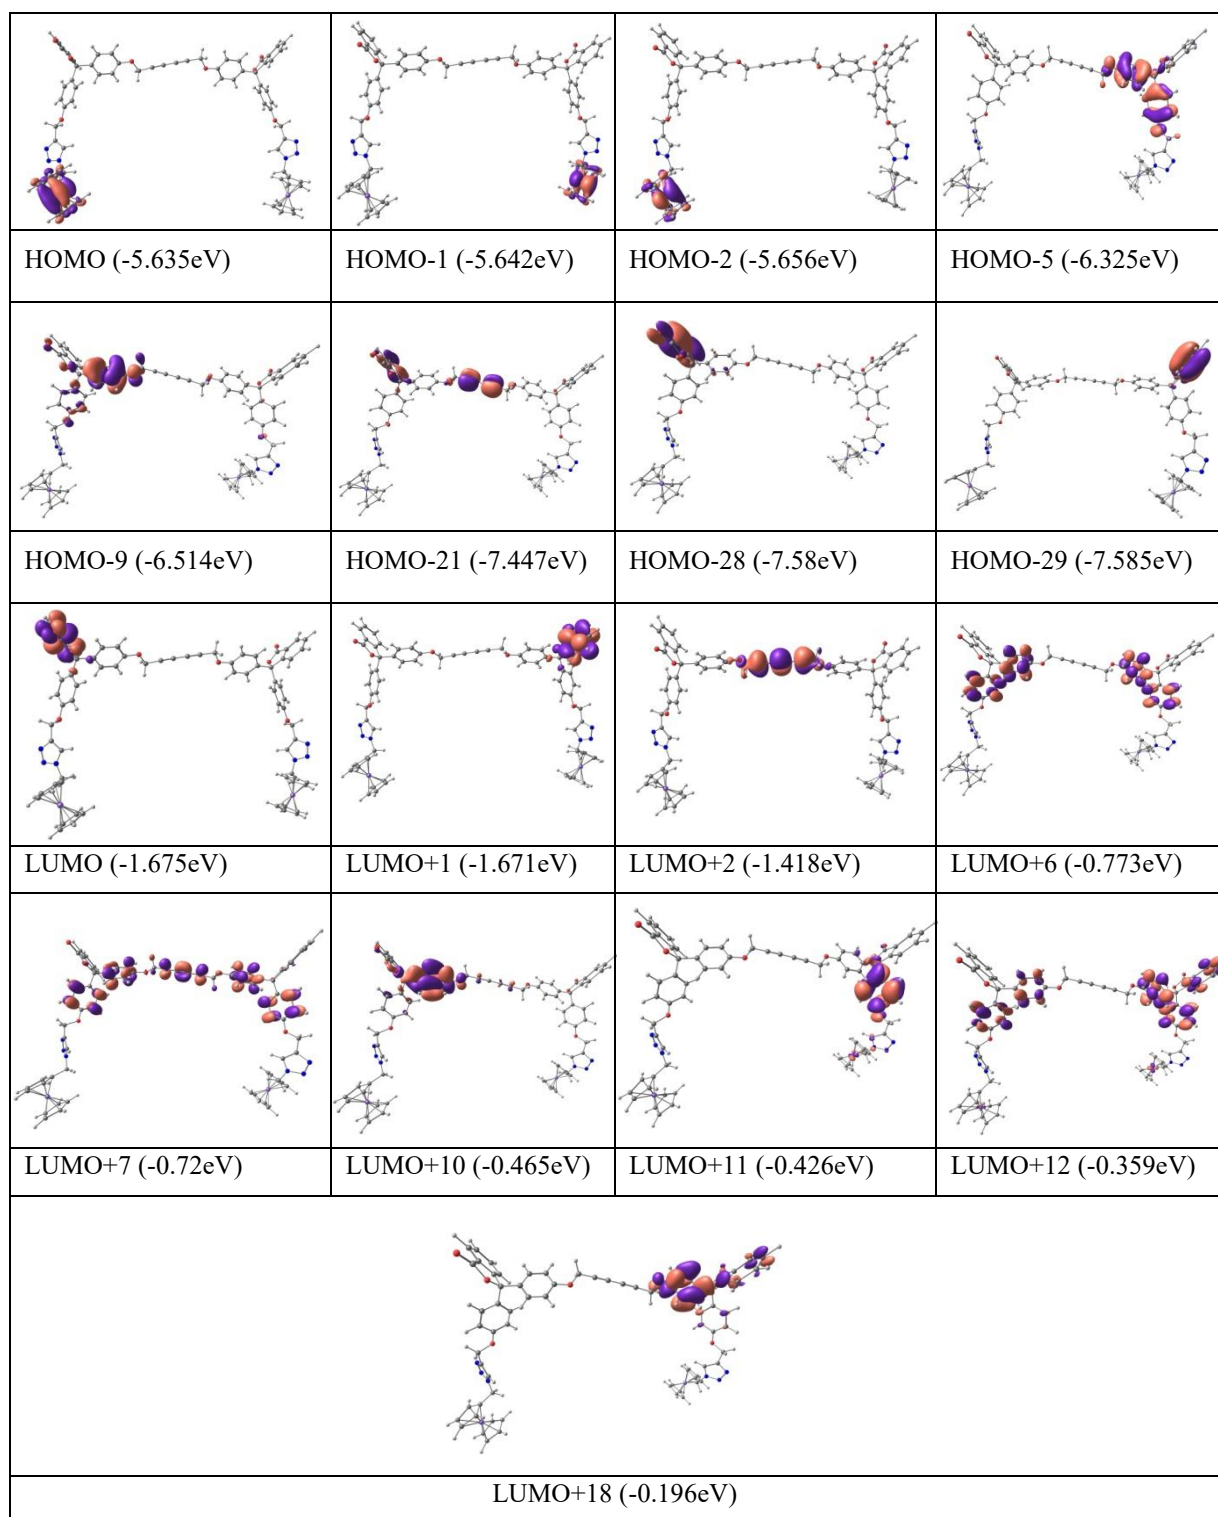 HOMO (-5.635eV)
HOMO-1 (-5.642eV)
HOMO-2 (-5.656eV)
HOMO-5 (-6.325eV)
HOMO-9 (-6.514eV)
HOMO-21 (-7.447eV)
HOMO-28 (-7.58eV)
HOMO-29 (-7.585eV)
LUMO (-1.675eV)
LUMO+1 (-1.671eV)
LUMO+2 (-1.418eV)
LUMO+6 (-0.773eV)
LUMO+7 (-0.72eV)
LUMO+10 (-0.465eV)
LUMO+11 (-0.426eV)
LUMO+12 (-0.359eV)
LUMO+18 (-0.196eV)